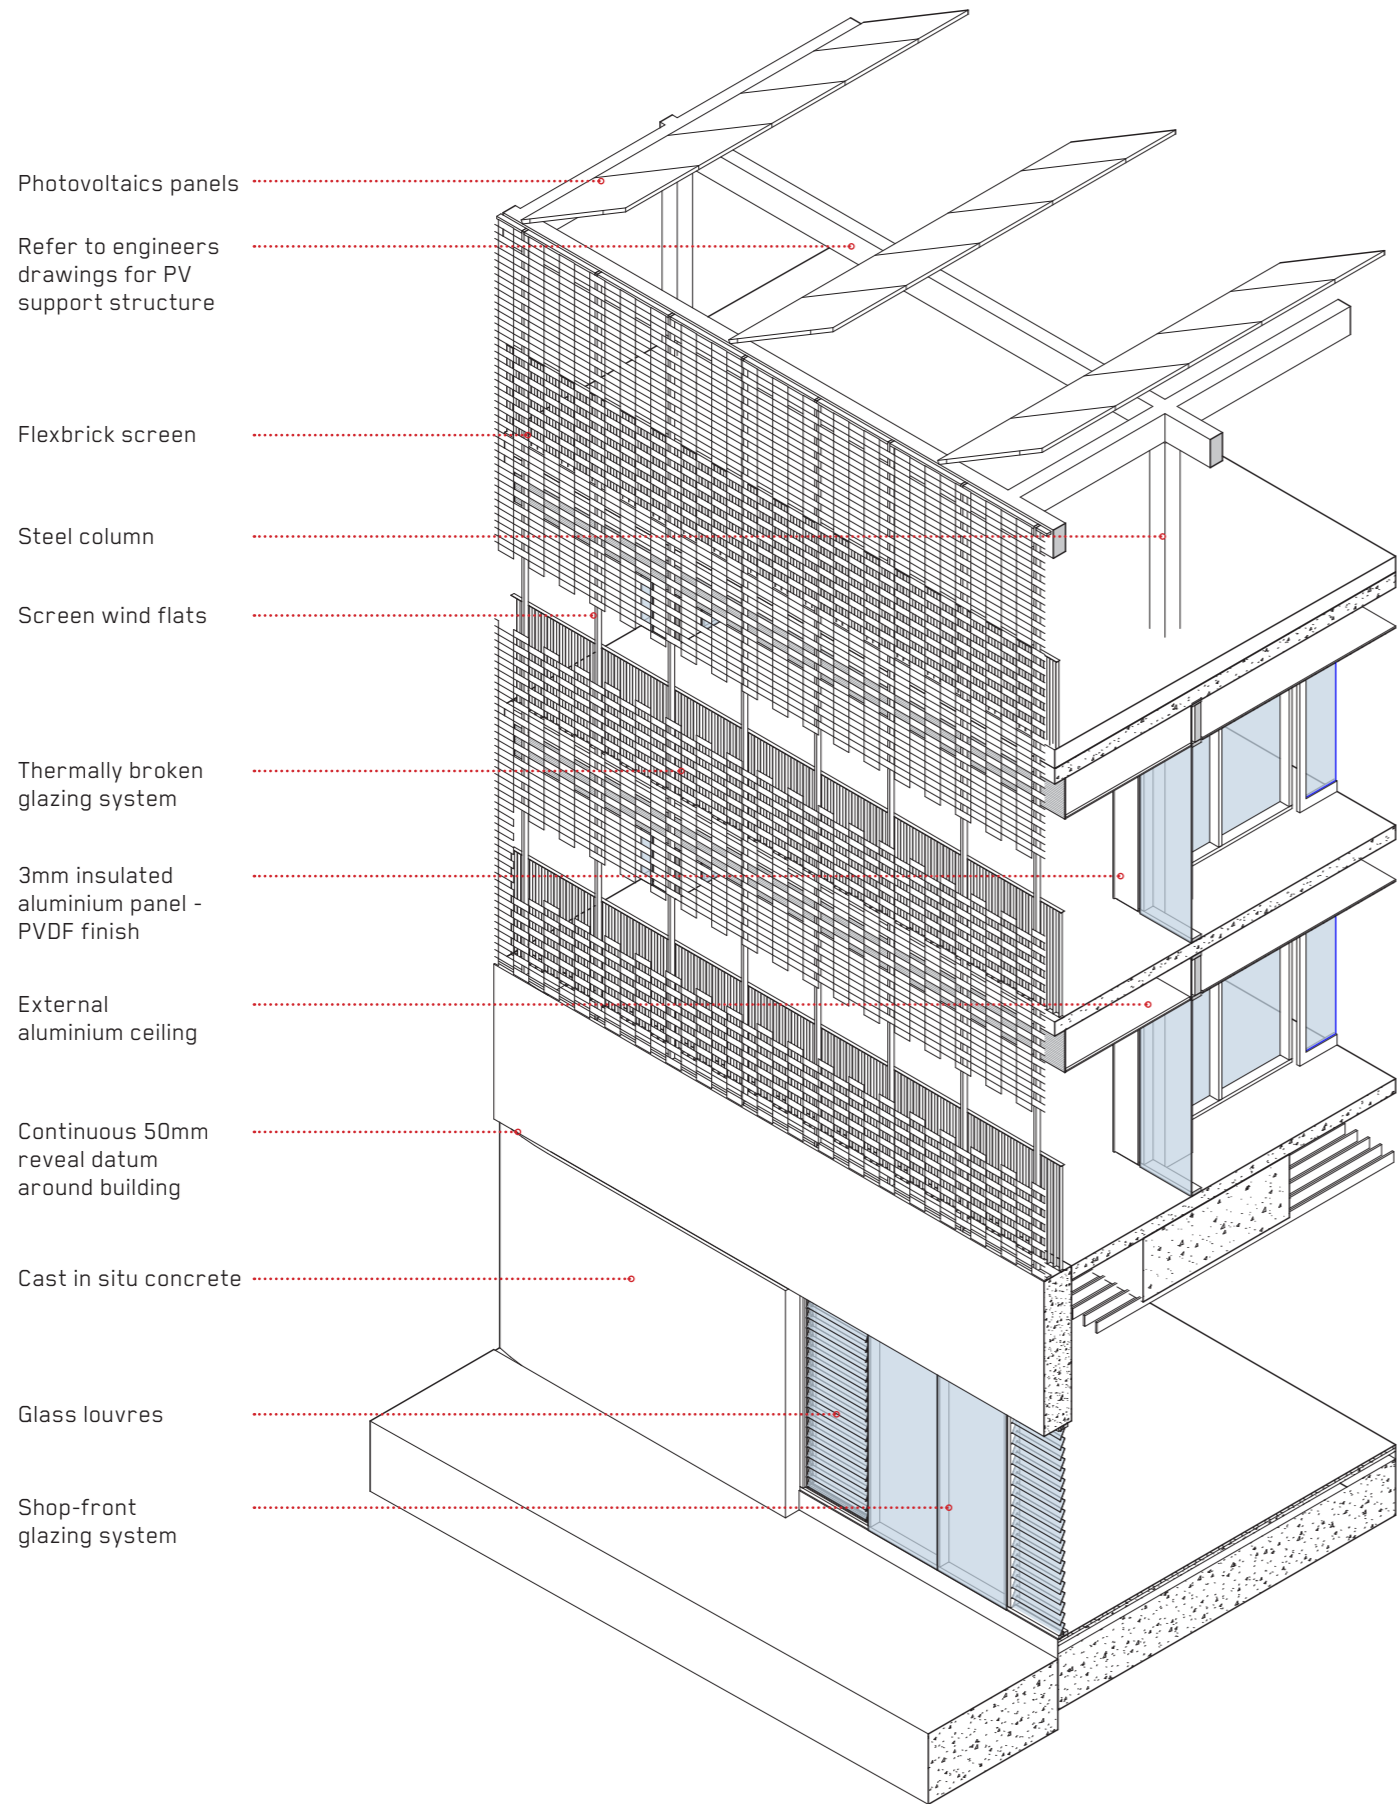 Photovoltaics panels
Refer to engineers
drawings for PV
support structure
Flexbrick screen
Steel column
Screen wind flats
Thermally broken
glazing system
3mm insulated
aluminium panel -
PVDF finish
External
aluminium ceiling
Continuous 50mm
reveal datum
around building
Cast in situ concrete
Glass louvres
Shop-front
glazing system